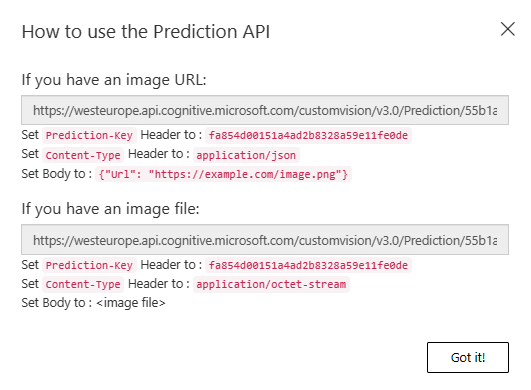 How to use the Prediction API
If you have an image URL:
https://westeurope.api.cognitive.microsoft.com/customvision/v3.0/Prediction/55b1a
Set Prediction-Key Header to : fa854d00151a4ad2b8328a59e11fe0de
Set Content-Type Header to : application/json
Set Body to : {"Url": "https://example.com/image.png"}
If you have an image file:
https://westeurope.api.cognitive.microsoft.com/customvision/v3.0/Prediction/55b1a
Set Prediction-Key Header to : fa854d00151a4ad2b8328a59e11fe0de
Set Content-Type Header to : application/octet-stream
Set Body to : <image file>
Got it!